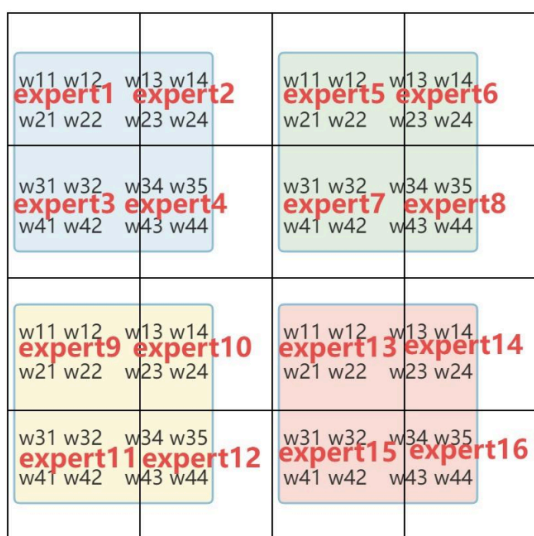 w11 w12 w13 w14 w11 w12 w13 w14
expert1 expert2 expert5 expert6
w21 w22 w23 w24 w21 w22 w23 w24
w31 w32 w34 w35 w31 w32 w34 w35
expert3 expert4 expert7 expert8
w41 w42 w43 w44 w41 w42 w43 w44
w11 w12 w13 w14 w11 w12 w13 w14
expert9 expert10 expert13 expert14
w21 w22 w23 w24 w21 w22 w23 w24
w31 w32 w34 w35 w31 w32 w34 w35
expert11 expert12 expert15 expert16
w41 w42 w43 w44 w41 w42 w43 w44